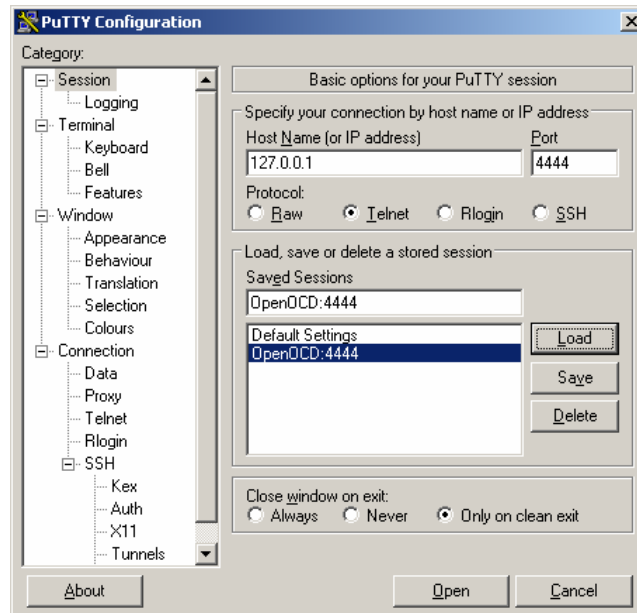 PuTTY Configuration
Category:
Session
Logging
Terminal
Keyboard
Bell
Features
Window
Appearance
Behaviour
Translation
Selection
Colours
Connection
Data
Proxy
Telnet
Rlogin
SSH
Kex
Auth
X11
Tunnels
Basic options for your PuTTY session
Specify your connection by host name or IP address
Host Name (or IP address) Port
127.0.0.1 4444
Protocol:
Raw Telnet Rlogin SSH
Load, save or delete a stored session
Saved Sessions
OpenOCD:4444
Default Settings
OpenOCD:4444
Load
Save
Delete
Close window on exit:
Always Never Only on clean exit
About Open Cancel